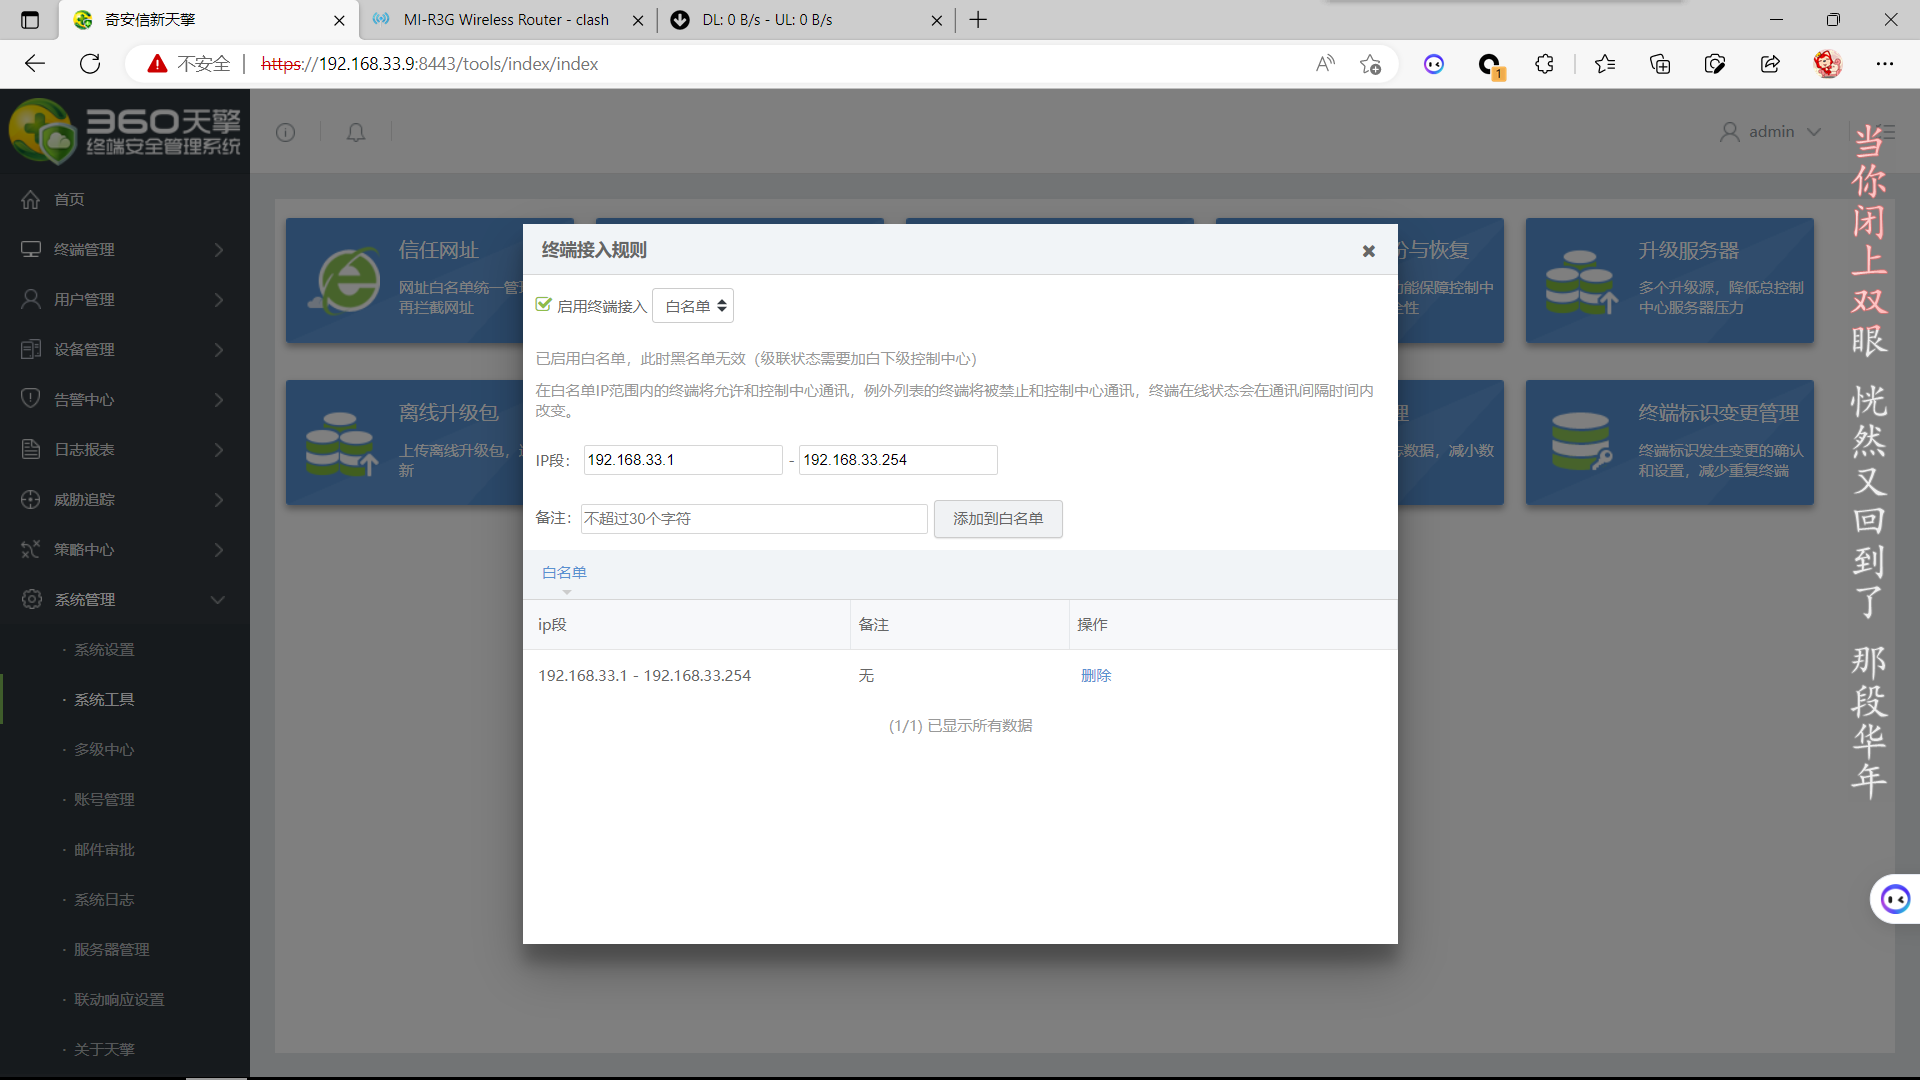 奇安信新天擎
MI-R3G Wireless Router - clash
DL: 0 B/s - UL: 0 B/s
不安全
https://192.168.33.9:8443/tools/index/index
1
360天擎
终端安全管理系统
admin
首页
终端管理
用户管理
设备管理
告警中心
日志报表
威胁追踪
策略中心
系统管理
· 系统设置
· 系统工具
· 多级中心
· 账号管理
· 邮件审批
· 系统日志
· 服务器管理
· 联动响应设置
· 关于天擎
信任网址
网址白名单统一管
再拦截网址
离线升级包
上传离线升级包，
新
终端接入规则
启用终端接入 白名单
已启用白名单，此时黑名单无效（级联状态需要加白下级控制中心）
在白名单IP范围内的终端将允许和控制中心通讯，例外列表的终端将被禁止和控制中心通讯，终端在线状态会在通讯间隔时间内
改变。
IP段： 192.168.33.1 - 192.168.33.254
备注： 不超过30个字符 添加到白名单
白名单
ip段 备注 操作
192.168.33.1 - 192.168.33.254 无 删除
(1/1) 已显示所有数据
与恢复
能保障控制中
性
升级服务器
多个升级源，降低总控制
中心服务器压力
理
数据，减小数
终端标识变更管理
终端标识发生变更的确认
和设置，减少重复终端
当你闭上双眼 恍然又回到了 那段华年